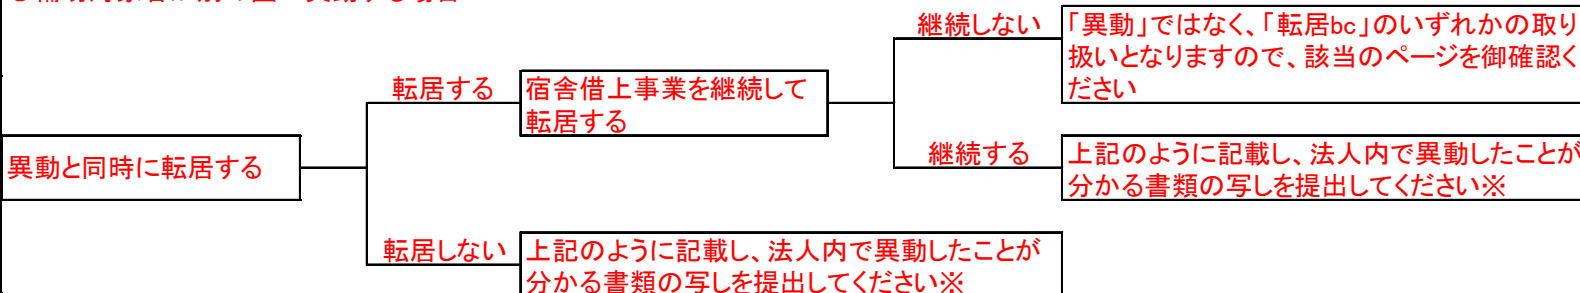 継続しない
「異動」ではなく、「転居bc」のいずれかの取り
扱いとなりますので、該当のページを御確認く
ださい
転居する
宿舎借上事業を継続して
転居する
異動と同時に転居する
継続する
上記のように記載し、法人内で異動したことが
分かる書類の写しを提出してください※
転居しない
上記のように記載し、法人内で異動したことが
分かる書類の写しを提出してください※